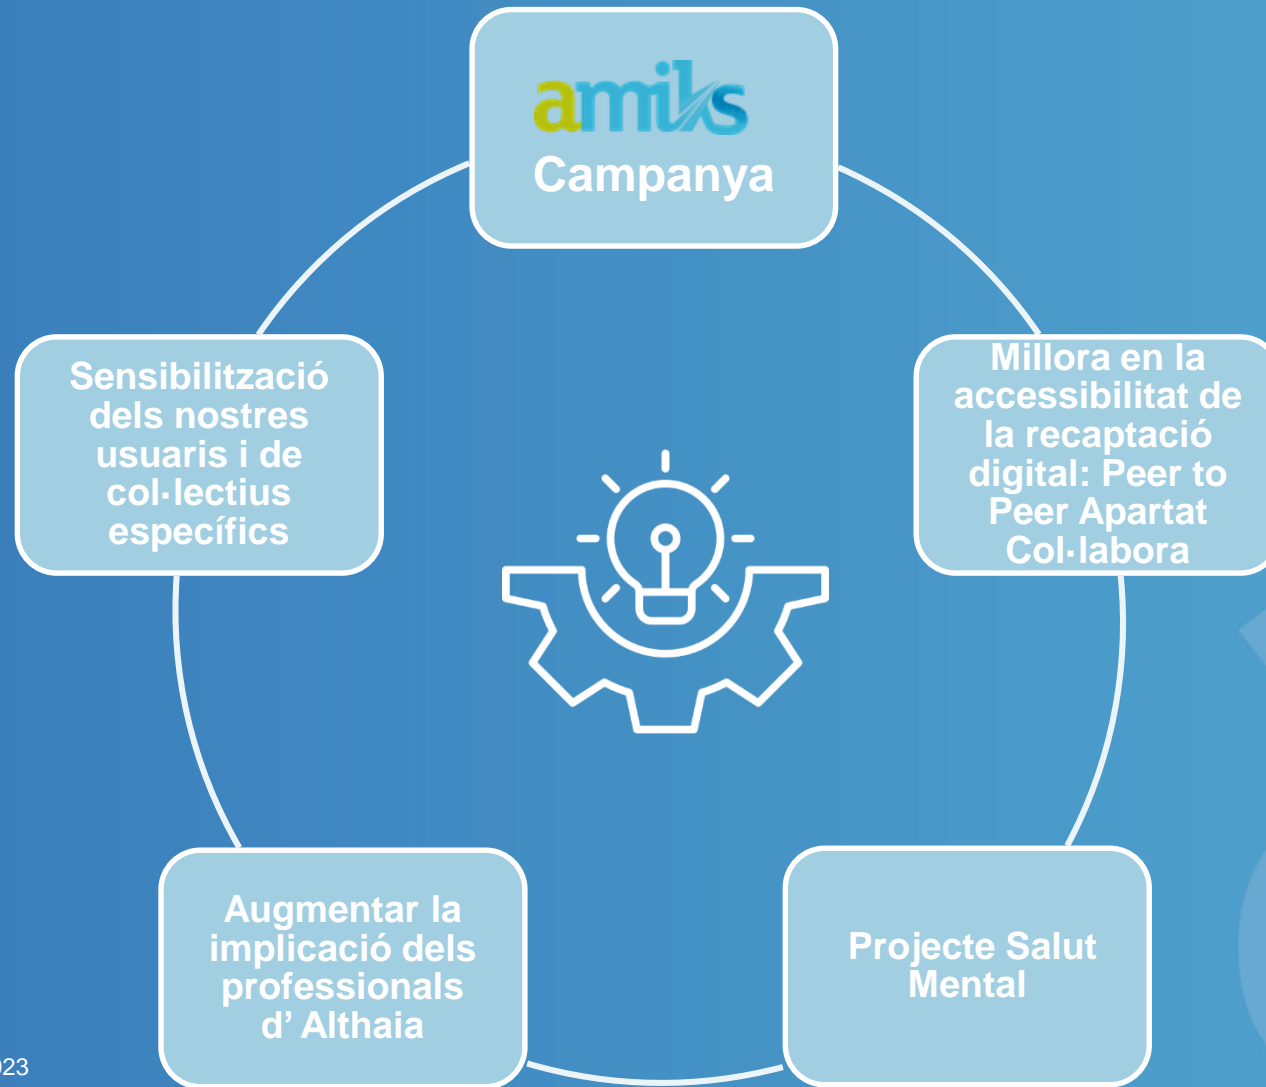 amiks
Campanya
Sensibilització
dels nostres
usuaris i de
col·lectius
específics
Millora en la
accessibilitat de
la recaptació
digital: Peer to
Peer Apartat
Col·labora
Augmentar la
implicació dels
professionals
d’ Althaia
Projecte Salut
Mental